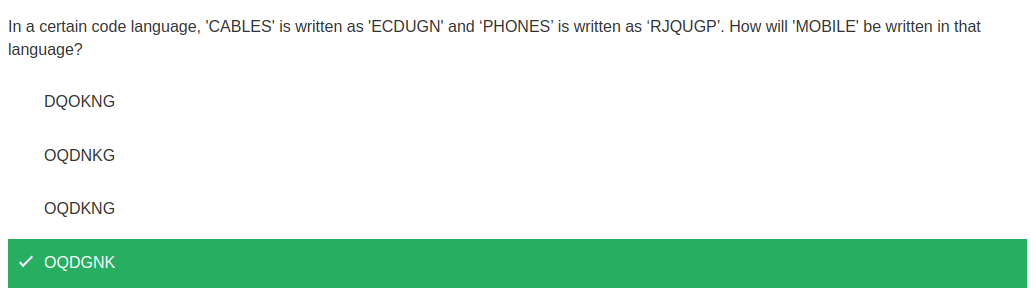 In a certain code language, 'CABLES' is written as 'ECDUGN' and ‘PHONES’ is written as ‘RJQUGP’. How will 'MOBILE' be written in that
language?
DQOKNG
OQDNKG
OQDKNG
OQDGNK